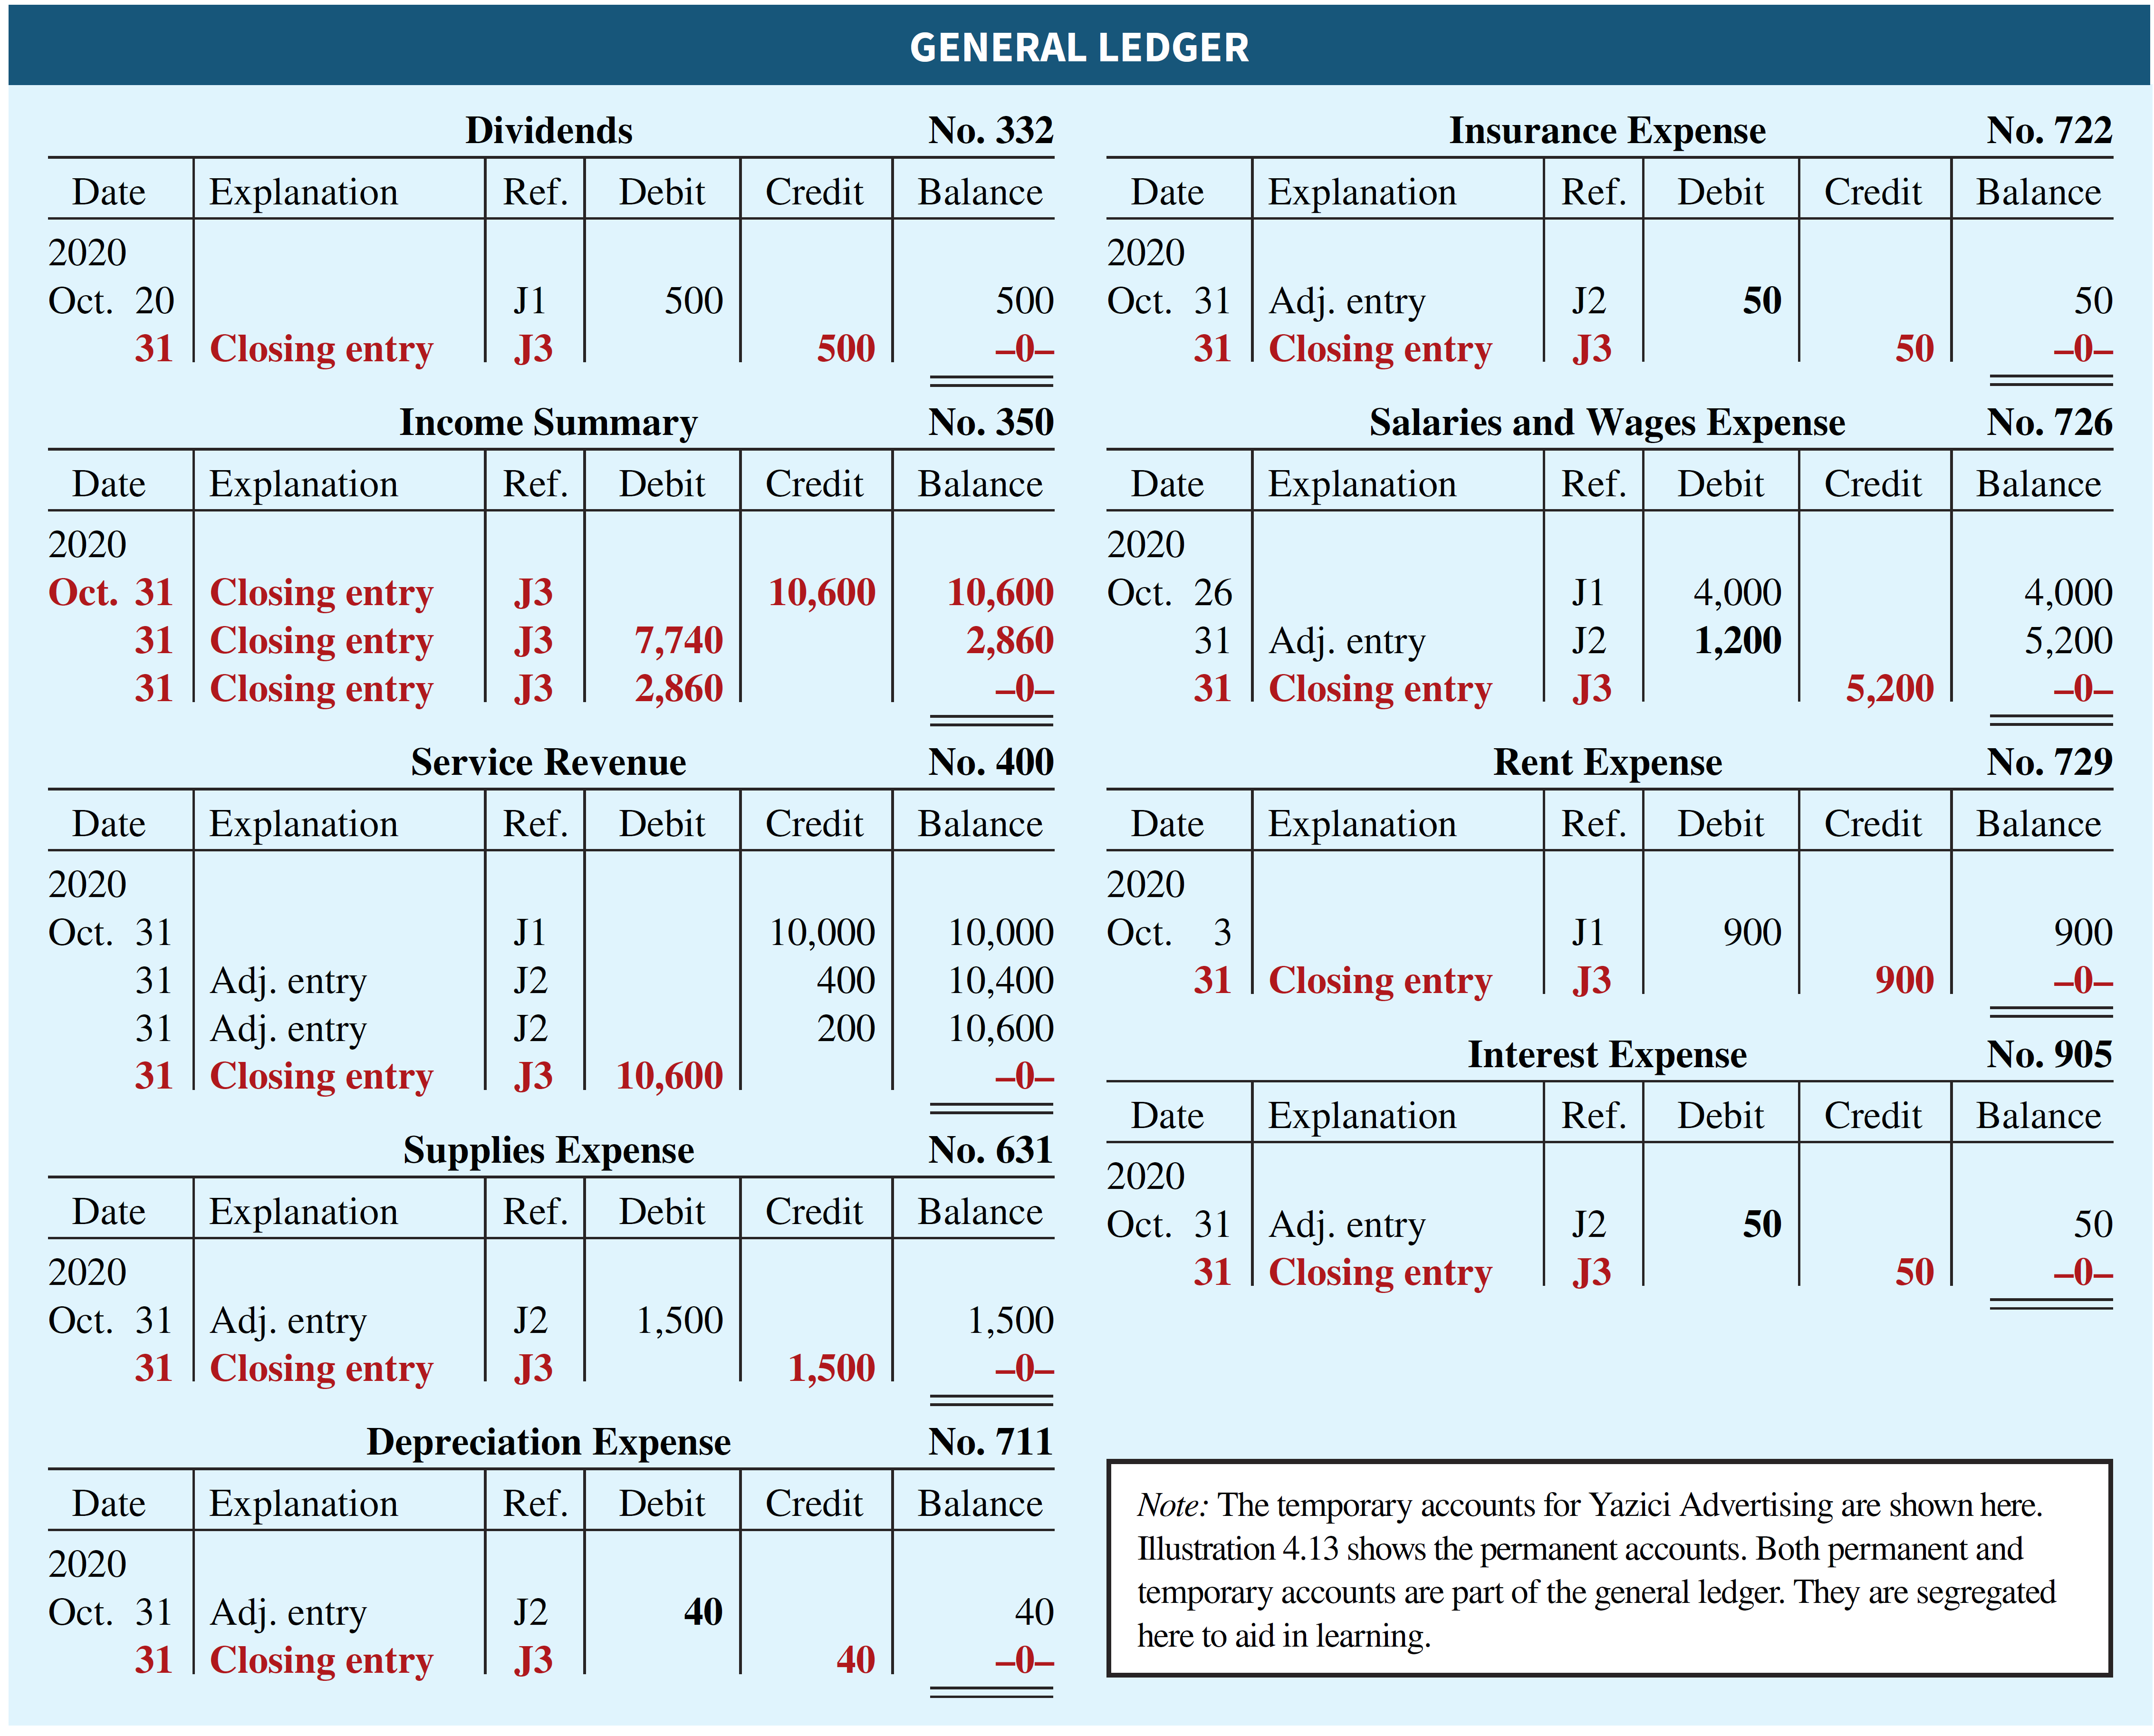 GENERAL LEDGER
Dividends No. 332
Date Explanation Ref. Debit Credit Balance
2020
Oct. 20 J1 500 500
31 Closing entry J3 500 –0–
Income Summary No. 350
Date Explanation Ref. Debit Credit Balance
2020
Oct. 31 Closing entry J3 10,600 10,600
31 Closing entry J3 7,740 2,860
31 Closing entry J3 2,860 –0–
Service Revenue No. 400
Date Explanation Ref. Debit Credit Balance
2020
Oct. 31 J1 10,000 10,000
31 Adj. entry J2 400 10,400
31 Adj. entry J2 200 10,600
31 Closing entry J3 10,600 –0–
Supplies Expense No. 631
Date Explanation Ref. Debit Credit Balance
2020
Oct. 31 Adj. entry J2 1,500 1,500
31 Closing entry J3 1,500 –0–
Depreciation Expense No. 711
Date Explanation Ref. Debit Credit Balance
2020
Oct. 31 Adj. entry J2 40 40
31 Closing entry J3 40 –0–
Insurance Expense No. 722
Date Explanation Ref. Debit Credit Balance
2020
Oct. 31 Adj. entry J2 50 50
31 Closing entry J3 50 –0–
Salaries and Wages Expense No. 726
Date Explanation Ref. Debit Credit Balance
2020
Oct. 26 J1 4,000 4,000
31 Adj. entry J2 1,200 5,200
31 Closing entry J3 5,200 –0–
Rent Expense No. 729
Date Explanation Ref. Debit Credit Balance
2020
Oct. 3 J1 900 900
31 Closing entry J3 900 –0–
Interest Expense No. 905
Date Explanation Ref. Debit Credit Balance
2020
Oct. 31 Adj. entry J2 50 50
31 Closing entry J3 50 –0–
Note: The temporary accounts for Yazici Advertising are shown here.
Illustration 4.13 shows the permanent accounts. Both permanent and
temporary accounts are part of the general ledger. They are segregated
here to aid in learning.